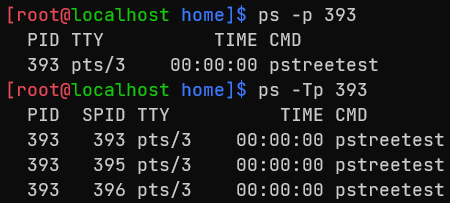 [root@localhost home]$ ps -p 393
  PID TTY          TIME CMD
  393 pts/3    00:00:00 pstreetest
[root@localhost home]$ ps -Tp 393
  PID  SPID TTY          TIME CMD
  393   393 pts/3    00:00:00 pstreetest
  393   395 pts/3    00:00:00 pstreetest
  393   396 pts/3    00:00:00 pstreetest